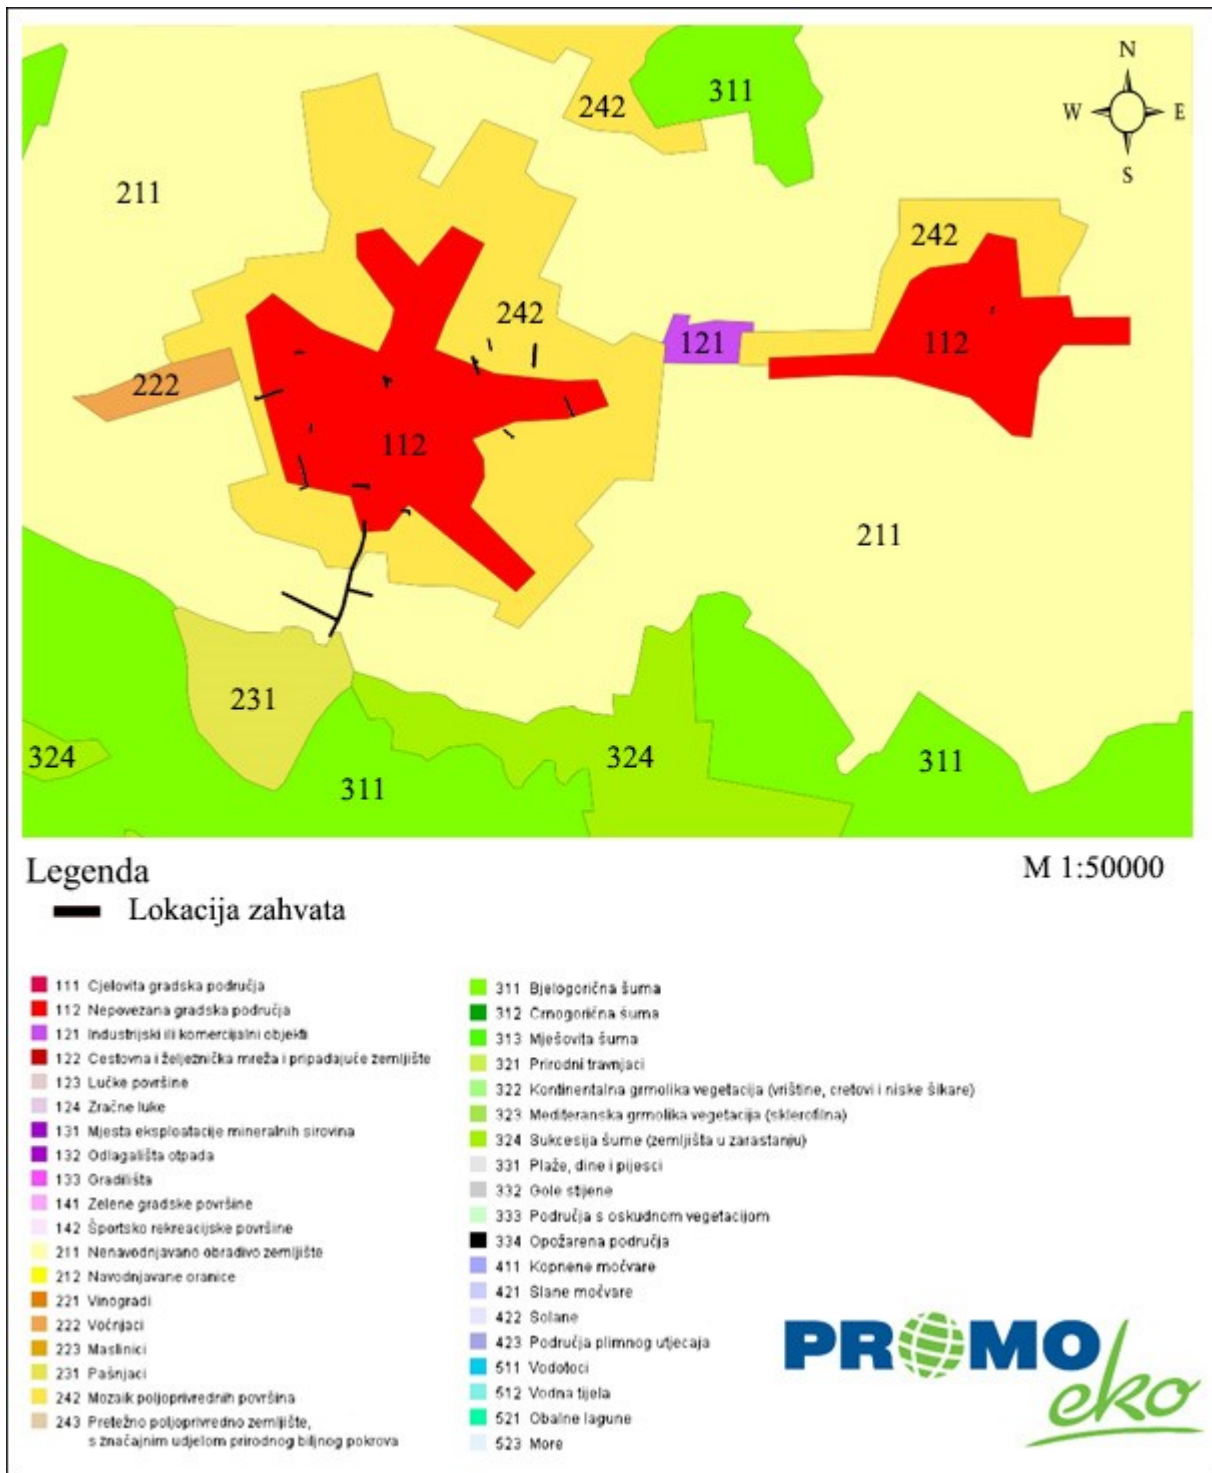 N
W E
S
242
311
211
242
242
121
112
222
112
211
231
324
324
311
311
Legenda
M 1:50000
Lokacija zahvata
111 Cjelovita gradska područja
112 Nepovezana gradska područja
121 Industrijski ili komercijalni objekti
122 Cestovna i željeznička mreža i pripadajuće zemljište
123 Lučke površine
124 Zračne luke
131 Mjesta eksploatacije mineralnih sirovina
132 Odlagališta otpada
133 Gradilišta
141 Zelene gradske površine
142 Športsko rekreacijske površine
211 Nenavodnjavano obradivo zemljište
212 Navodnjavane oranice
221 Vinogradi
222 Voćnjaci
223 Maslinici
231 Pašnjaci
242 Mozaik poljoprivrednih površina
243 Pretežno poljoprivredno zemljište,
s značajnim udjelom prirodnog biljnog pokrova
311 Bjelogorična šuma
312 Crnogorična šuma
313 Mješovita šuma
321 Prirodni travnjaci
322 Kontinentalna grmolika vegetacija (vrištine, cretovi i niske šikare)
323 Mediteranska grmolika vegetacija (sklerofilna)
324 Sukcesija šume (zemljišta u zarastanju)
331 Plaže, dine i pijesci
332 Gole stijene
333 Područja s oskudnom vegetacijom
334 Opožarena područja
411 Kopnene močvare
421 Slane močvare
422 Solane
423 Područja plimnog utjecaja
511 Vodotoci
512 Vodna tijela
521 Obalne lagune
523 More
PROMO
eko